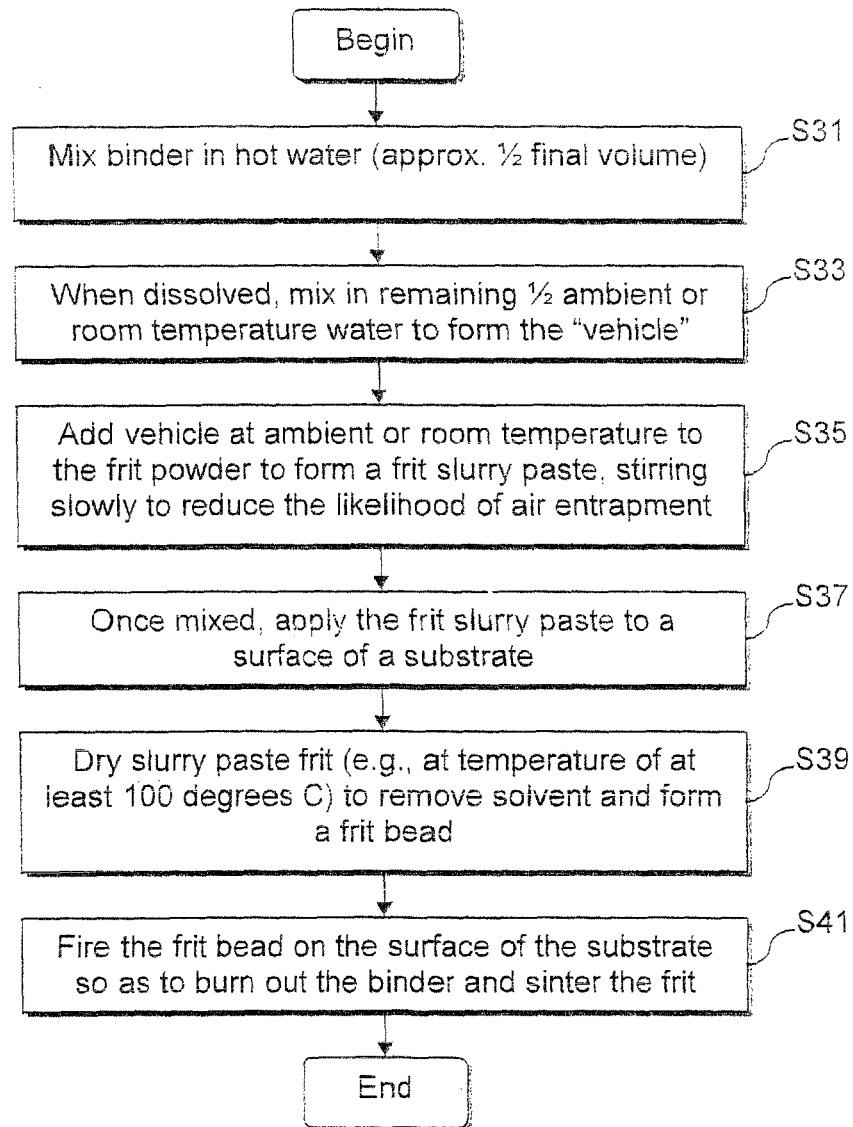 Begin
Mix binder in hot water (approx. ½ final volume)
S31
When dissolved, mix in remaining ½ ambient or
room temperature water to form the “vehicle”
S33
Add vehicle at ambient or room temperature to
the frit powder to form a frit slurry paste, stirring
slowly to reduce the likelihood of air entrapment
S35
Once mixed, apply the frit slurry paste to a
surface of a substrate
S37
Dry slurry paste frit (e.g., at temperature of at
least 100 degrees C) to remove solvent and form
a frit bead
S39
Fire the frit bead on the surface of the substrate
so as to burn out the binder and sinter the frit
S41
End